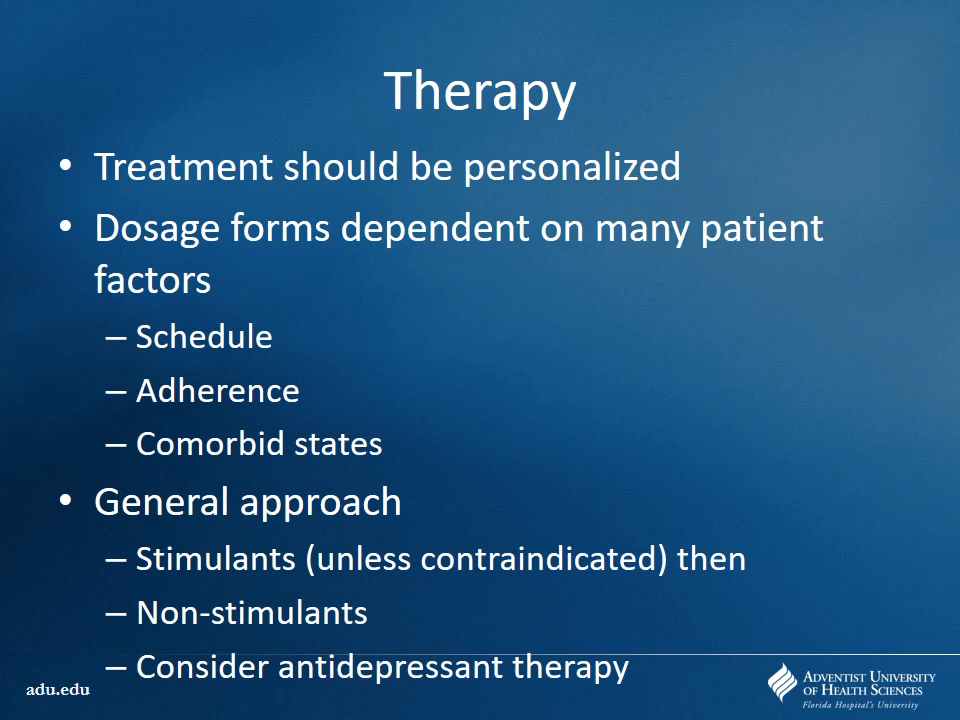 Therapy
• Treatment should be personalized
• Dosage forms dependent on many patient
factors
– Schedule
– Adherence
– Comorbid states
• General approach
– Stimulants (unless contraindicated) then
– Non-stimulants
– Consider antidepressant therapy
adu.edu
ADVENTIST UNIVERSITY
OF HEALTH SCIENCES
Florida Hospital's University